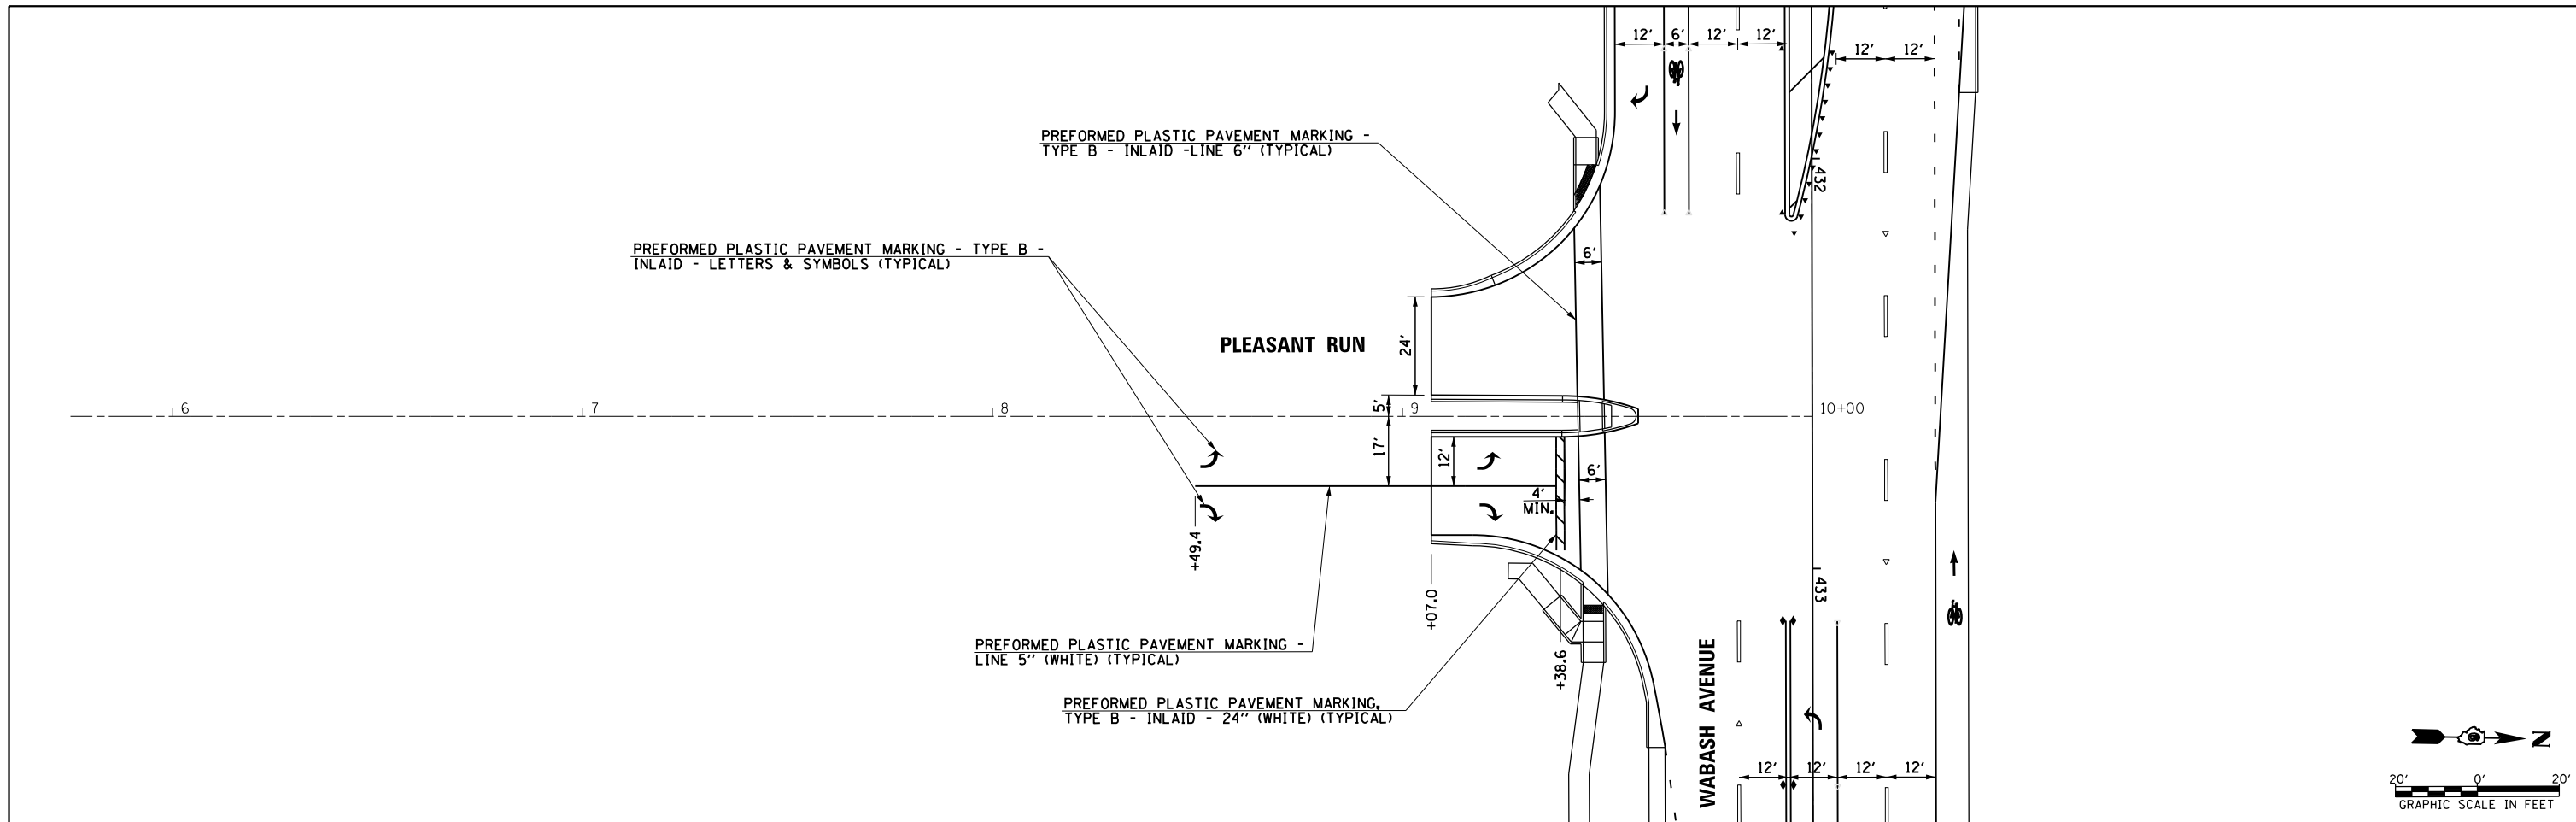 12' 6' 12' 12'
12' 12'
PREFORMED PLASTIC PAVEMENT MARKING -
TYPE B - INLAID -LINE 6'' (TYPICAL)
432
PREFORMED PLASTIC PAVEMENT MARKING - TYPE B -
INLAID - LETTERS & SYMBOLS (TYPICAL)
6'
24'
PLEASANT RUN
6
7
8
9
10+00
5'
17'
12'
6'
4'
MIN.
+49.4
+07.0
+38.6
433
PREFORMED PLASTIC PAVEMENT MARKING -
LINE 5'' (WHITE) (TYPICAL)
PREFORMED PLASTIC PAVEMENT MARKING,
TYPE B - INLAID - 24'' (WHITE) (TYPICAL)
WABASH AVENUE
12' 12' 12' 12'
N
20' 0' 20'
GRAPHIC SCALE IN FEET